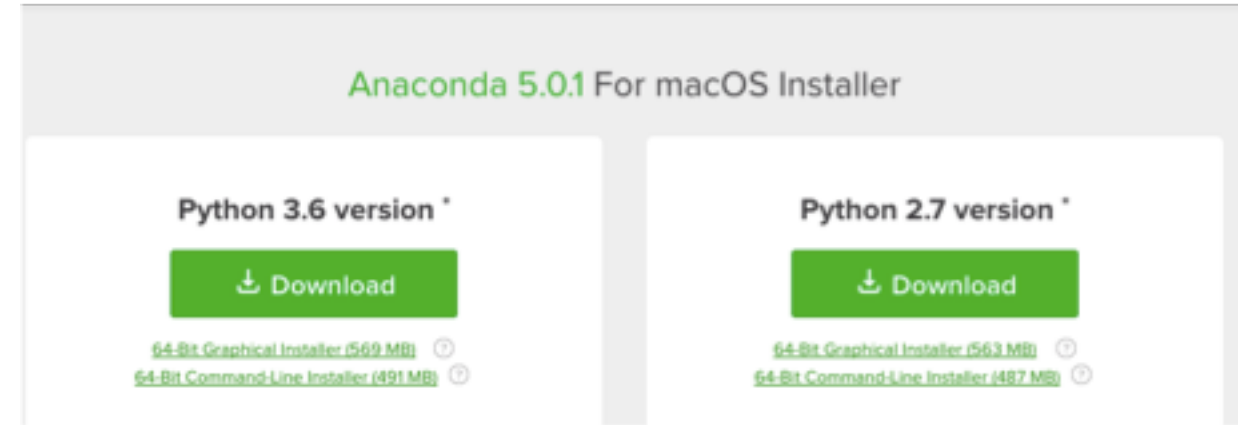 Anaconda 5.0.1 For macOS Installer
Python 3.6 version *
Download
64-Bit Graphical Installer (569 MB) ?
64-Bit Command-Line Installer (491 MB) ?
Python 2.7 version *
Download
64-Bit Graphical Installer (563 MB) ?
64-Bit Command-Line Installer (487 MB) ?